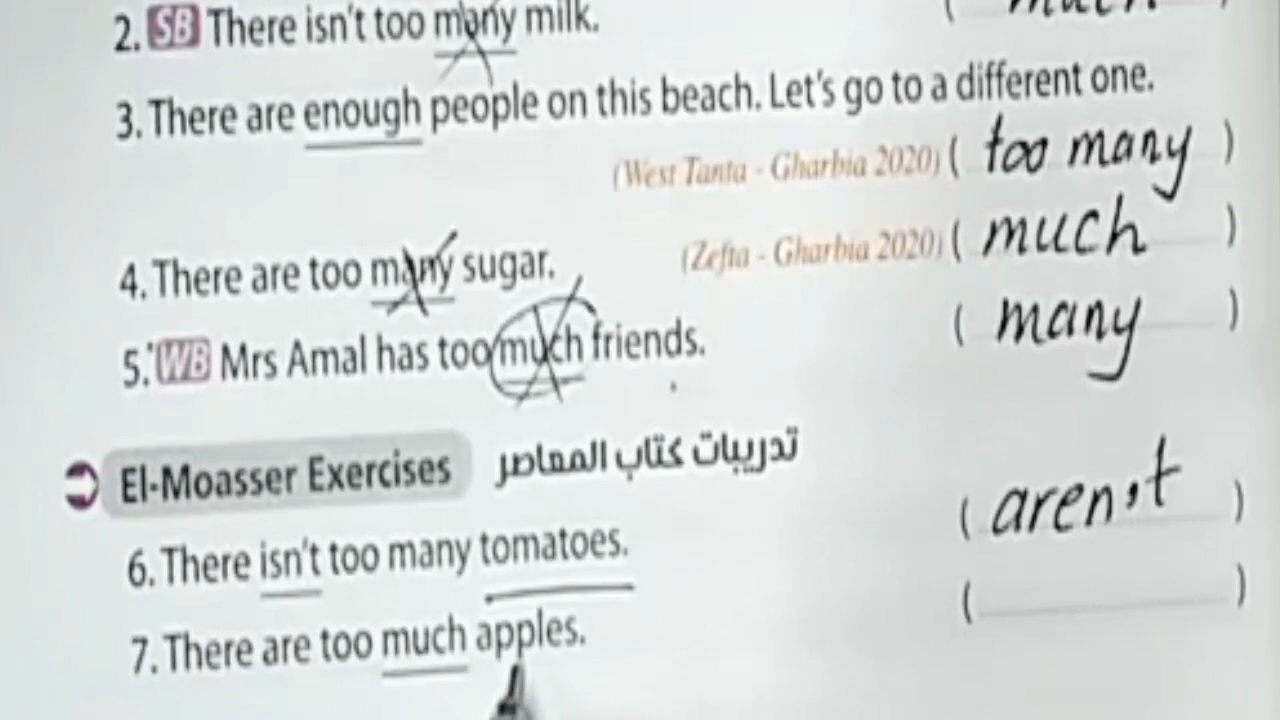 2. SB There isn't too many milk. ( much )
3. There are enough people on this beach. Let's go to a different one.
(West Tanta - Gharbia 2020) ( too many )
4. There are too many sugar. (Zefta - Gharbia 2020) ( much )
5. WB Mrs Amal has too much friends. ( many )
El-Moasser Exercises تدريبات كتاب المعاصر
6. There isn't too many tomatoes. ( aren't )
7. There are too much apples. ( )